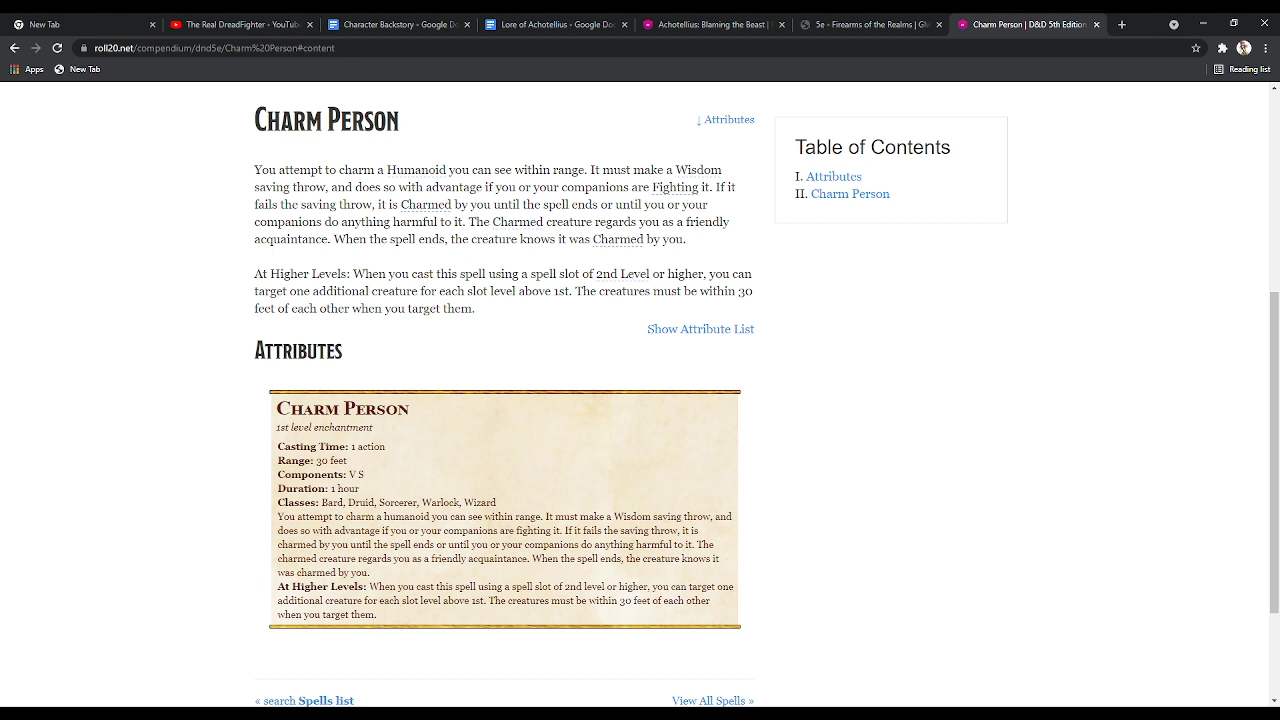 New Tab
The Real DreadFighter - YouTub
Character Backstory - Google Do
Lore of Achotellius - Google Doc
Achotellius: Blaming the Beast |
5e - Firearms of the Realms | GM
Charm Person | D&D 5th Edition
roll20.net/compendium/dnd5e/Charm%20Person#content
Apps
New Tab
Reading list
Charm Person
↓ Attributes
You attempt to charm a Humanoid you can see within range. It must make a Wisdom
saving throw, and does so with advantage if you or your companions are Fighting it. If it
fails the saving throw, it is Charmed by you until the spell ends or until you or your
companions do anything harmful to it. The Charmed creature regards you as a friendly
acquaintance. When the spell ends, the creature knows it was Charmed by you.
At Higher Levels: When you cast this spell using a spell slot of 2nd Level or higher, you can
target one additional creature for each slot level above 1st. The creatures must be within 30
feet of each other when you target them.
Show Attribute List
Attributes
Charm Person
1st level enchantment
Casting Time: 1 action
Range: 30 feet
Components: V S
Duration: 1 hour
Classes: Bard, Druid, Sorcerer, Warlock, Wizard
You attempt to charm a humanoid you can see within range. It must make a Wisdom saving throw, and
does so with advantage if you or your companions are fighting it. If it fails the saving throw, it is
charmed by you until the spell ends or until you or your companions do anything harmful to it. The
charmed creature regards you as a friendly acquaintance. When the spell ends, the creature knows it
was charmed by you.
At Higher Levels: When you cast this spell using a spell slot of 2nd level or higher, you can target one
additional creature for each slot level above 1st. The creatures must be within 30 feet of each other
when you target them.
« search Spells list
View All Spells »
Table of Contents
I. Attributes
II. Charm Person